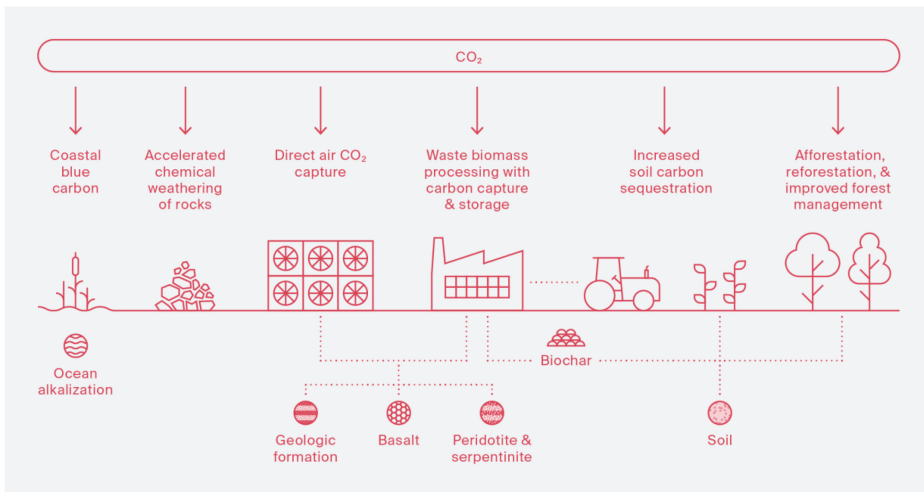 CO₂
Coastal
blue
carbon
Accelerated
chemical
weathering
of rocks
Direct air CO₂
capture
Waste biomass
processing with
carbon capture
& storage
Increased
soil carbon
sequestration
Afforestation,
reforestation, &
improved forest
management
Ocean
alkalization
Biochar
Geologic
formation
Basalt
Peridotite &
serpentinite
Soil